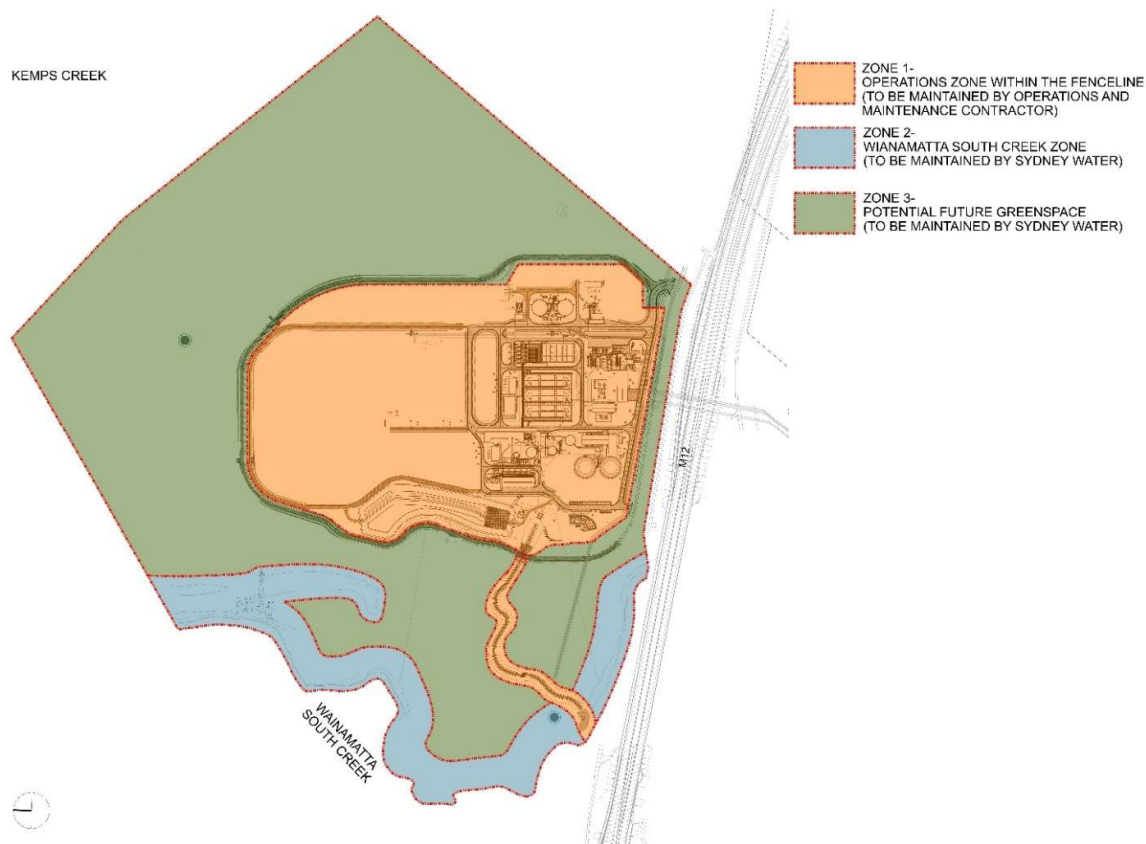 KEMPS CREEK
ZONE 1-
OPERATIONS ZONE WITHIN THE FENCELINE
(TO BE MAINTAINED BY OPERATIONS AND
MAINTENANCE CONTRACTOR)
ZONE 2-
WIANAMATTA SOUTH CREEK ZONE
(TO BE MAINTAINED BY SYDNEY WATER)
ZONE 3-
POTENTIAL FUTURE GREENSPACE
(TO BE MAINTAINED BY SYDNEY WATER)
M12
WAINAMATTA
SOUTH CREEK